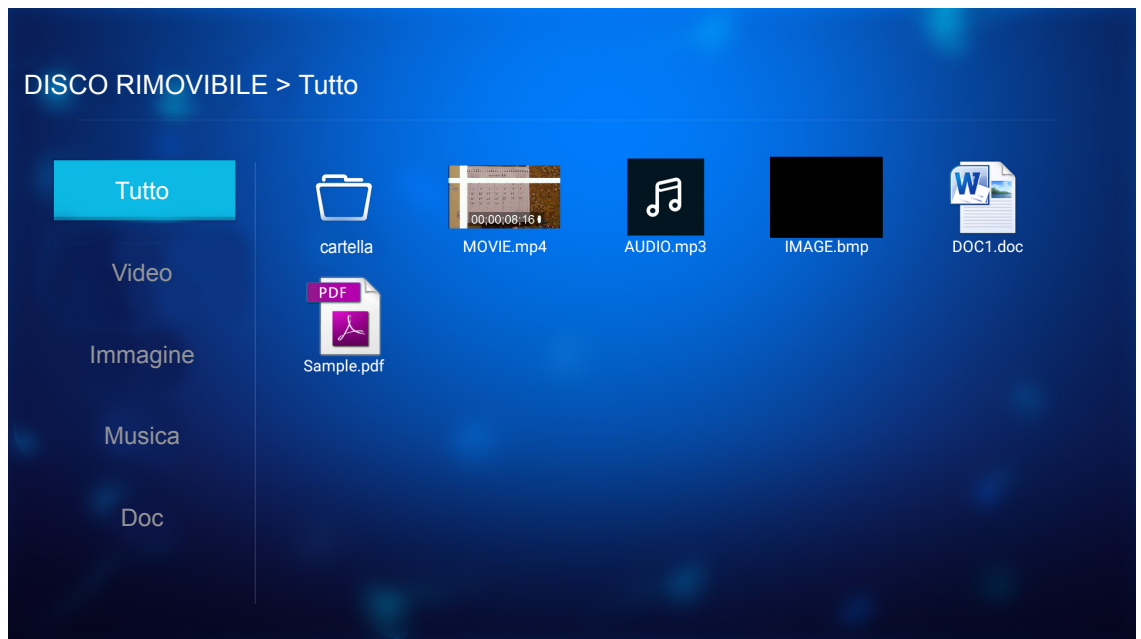 DISCO RIMOVIBILE > Tutto
Tutto
Video
Immagine
Musica
Doc
cartella
00;00;08;16
MOVIE.mp4
AUDIO.mp3
IMAGE.bmp
W
DOC1.doc
PDF
Sample.pdf